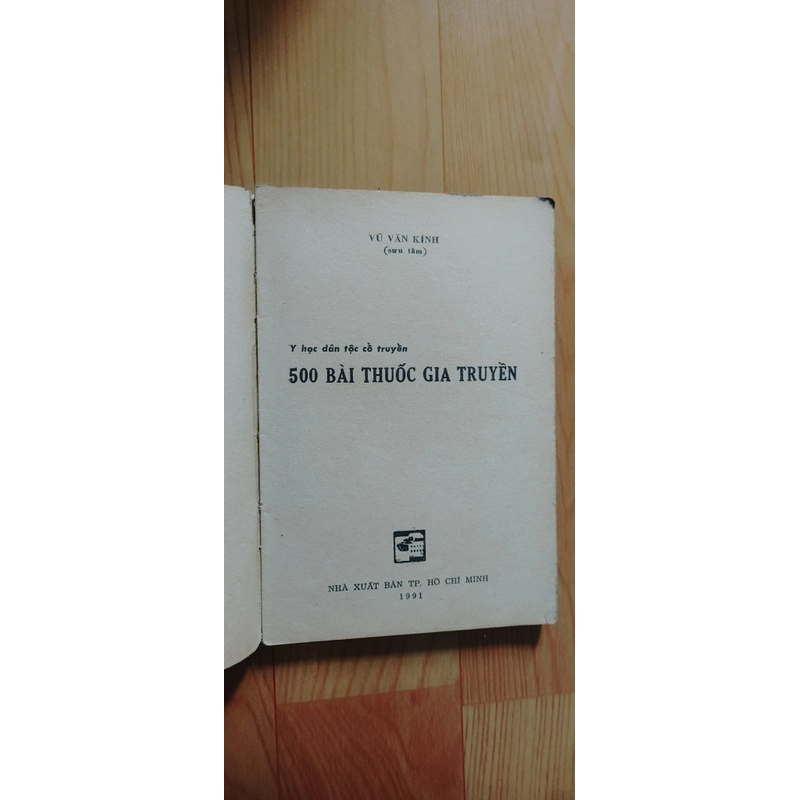 VŨ VĂN KÍNH
(sưu tầm)
Y học dân tộc cổ truyền
500 BÀI THUỐC GIA TRUYỀN
NHÀ XUẤT BẢN TP. HỒ CHÍ MINH
1991